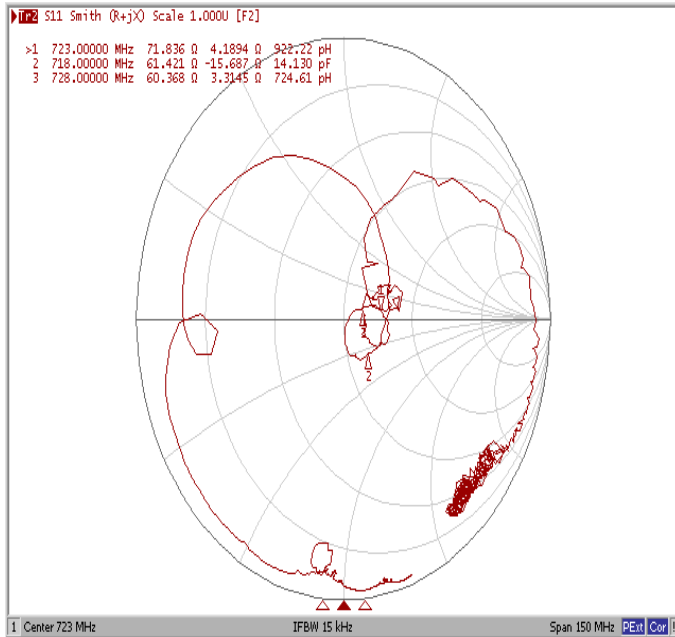 Tr2 S11 Smith (R+jX) Scale 1.000U [F2]
>1 723.00000 MHz 71.836 Ω 4.1894 Ω 922.22 pH
2 718.00000 MHz 61.421 Ω -15.687 Ω 14.130 pF
3 728.00000 MHz 60.368 Ω 3.3145 Ω 724.61 pH
2
1 Center 723 MHz IFBW 15 kHz Span 150 MHz PExt Cor